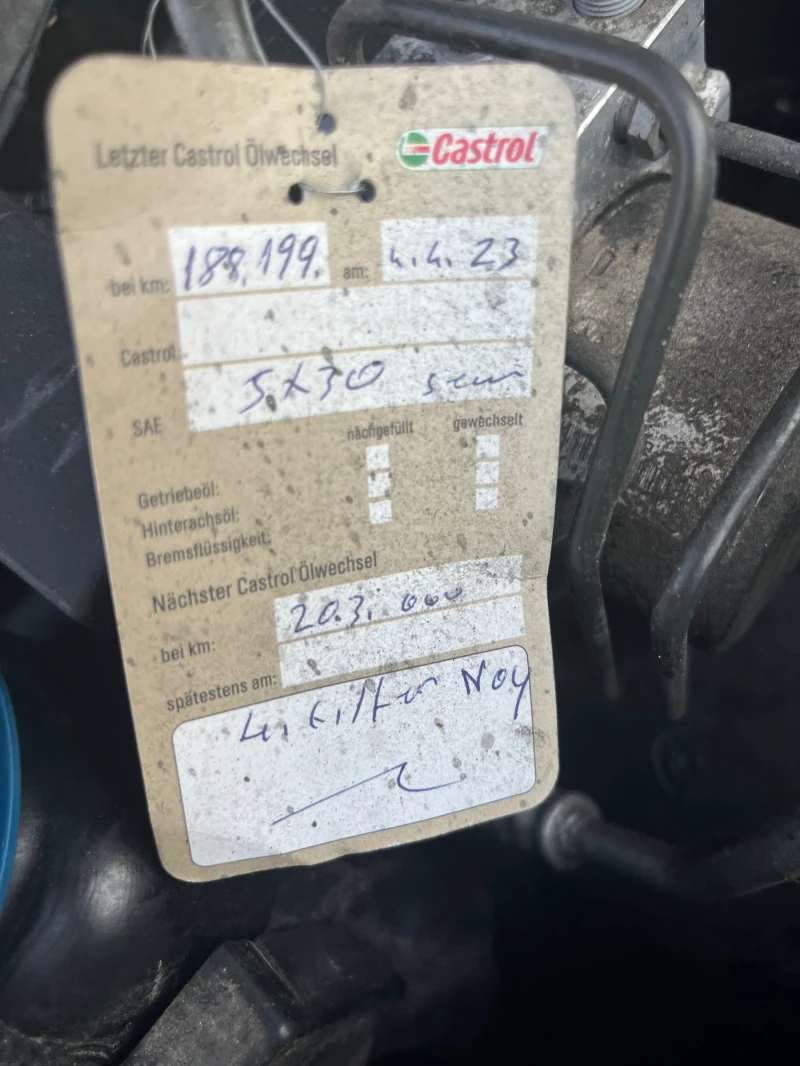 Letzter Castrol Ölwechsel Castrol
bei km: 188.199. am: 4.4.23
Castrol
SAE 5X30
nachgefüllt gewechselt
Getriebeöl:
Hinterachsöl:
Bremsflüssigkeit:
Nächster Castrol Ölwechsel
bei km: 203.000
spätestens am:
Filter